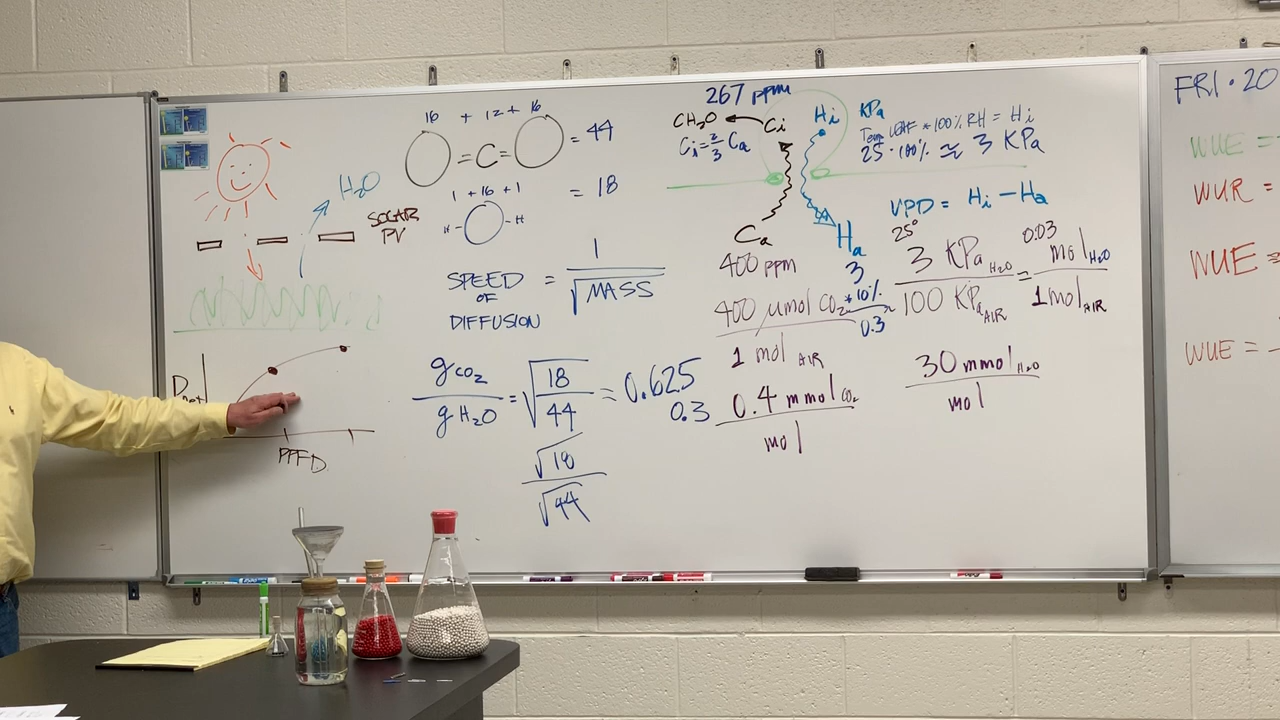 H₂O
SOLAR
PV
PPFD
16 + 12 + 16
=C= = 44
1 + 16 + 1 = 18
H- -H
SPEED
OF
DIFFUSION = 1 / √MASS
g CO₂ / g H₂O = √18/44 = 0.625
0.3
√18 / √44
267 ppm
CH₂O Ci
Ci = 2/3 Ca
Hi
KPa
Temp LEAF * 100% RH = Hi
25 · 100% ≈ 3 KPa
Ca
400 ppm
400 µmol CO₂ / 1 mol AIR
0.4 mmol CO₂ / mol
Ha
3
* 10%
0.3
VPD = Hi - Ha
25°
3 KPa H₂O / 100 KPa AIR = 0.03 mol H₂O / 1 mol AIR
30 mmol H₂O / mol
FRI · 20
WUE =
WUR =
WUE =
WUE =